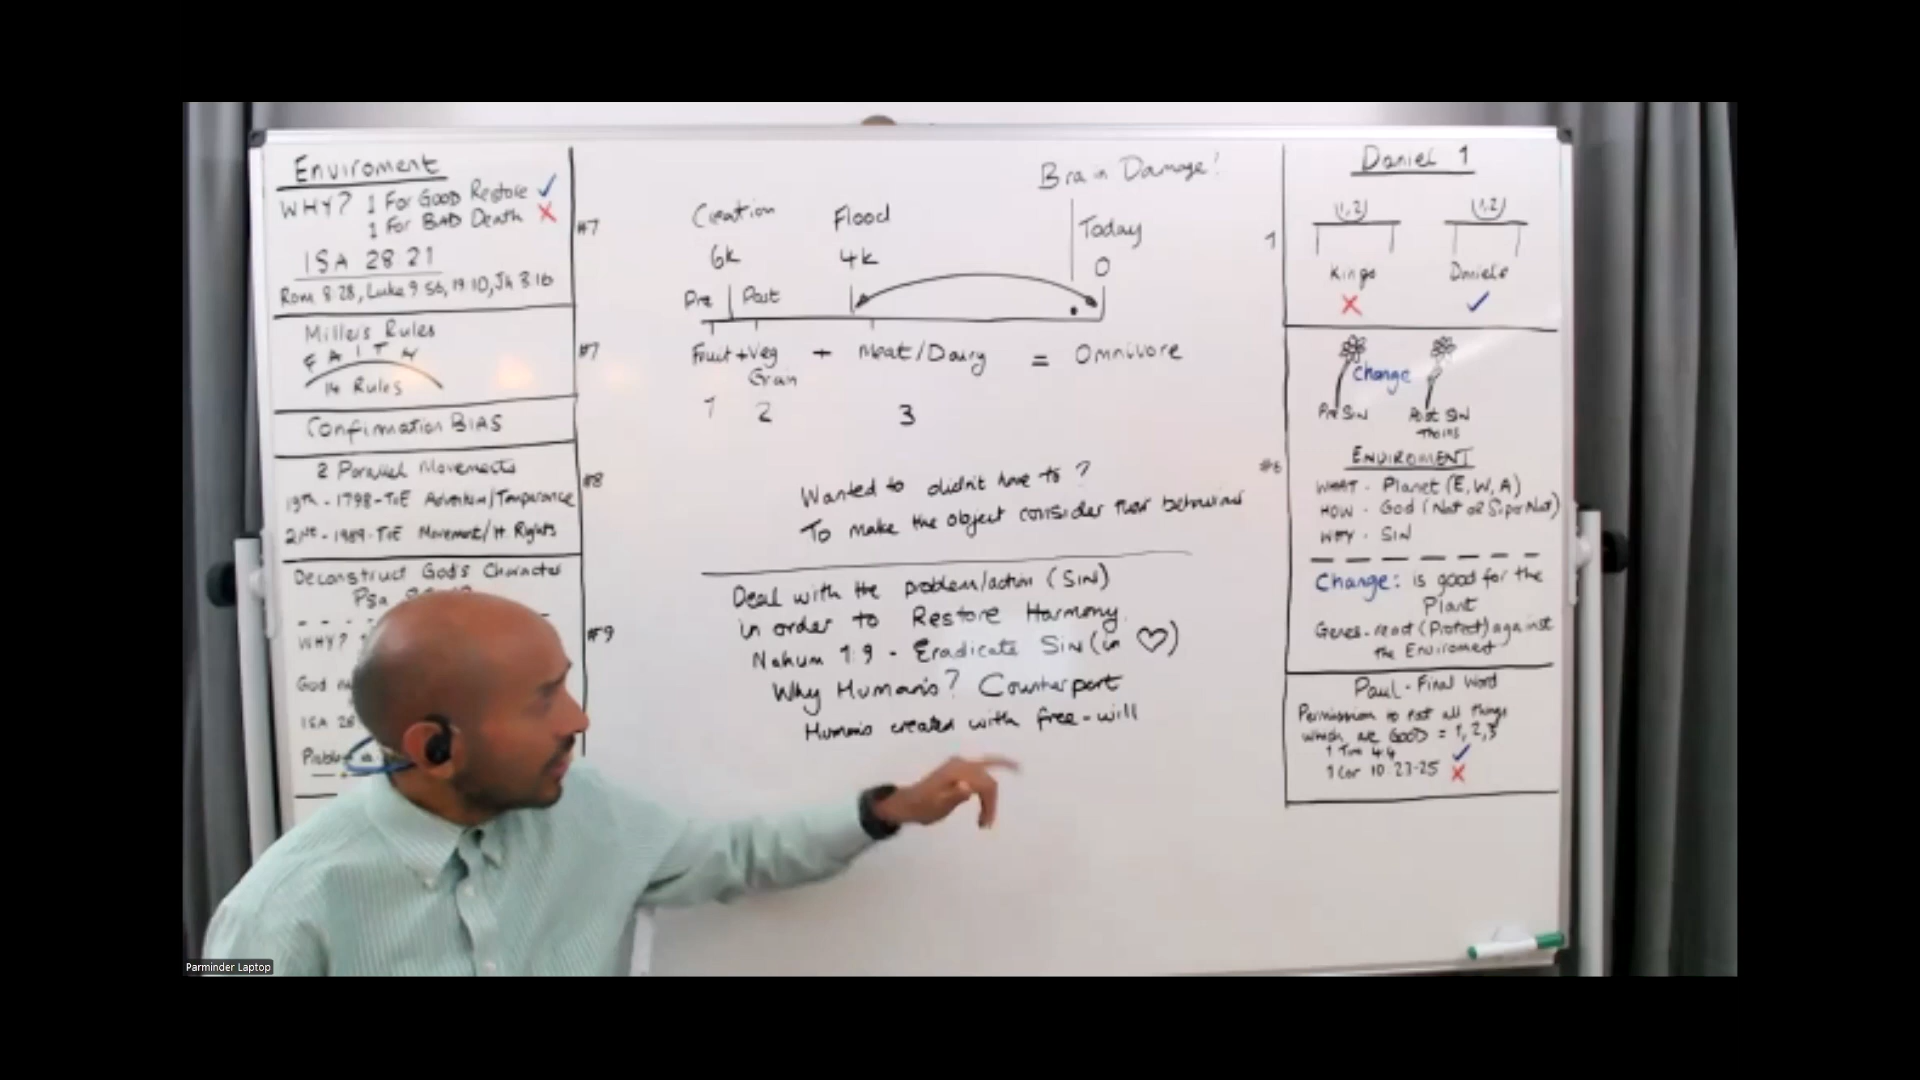 Enviroment
WHY? 1 For Good Restore ✓
1 For BAD Death ✗
ISA 28 21
Rom 8 28, Luke 9 56, 19 10, Jh 3 16
#7
Millers Rules
F A I T H
14 Rules
#7
Confirmation BIAS
2 Parallel Movements
19th - 1798 - ToE Adventism/Temperance
#8
21st - 1989 - ToE Movement/H. Rights
Deconstruct God's Character
Psa
WHY?
#9
God
ISA 28
Problem
Brain Damage!
Creation
Flood
Today
6k
4k
0
Pre | Post
Fruit + Veg + Meat/Dairy = Omnivore
Grain
1 2 3
Wanted to didn't have to?
To make the object consider their behaviour
Deal with the problem/action (SIN)
in order to Restore Harmony
Nahum 1:9 - Eradicate Sin (in ♡)
Why Humans? Counterpart
Humans created with free-will
Daniel 1
(1,2) (1,2)
1
Kings Daniels
✗ ✓
Change
Pre SIN Post SIN
Thorns
#6
ENVIROMENT
WHAT - Planet (E, W, A)
HOW - God (Nat or SuperNat)
WHY - SIN
Change: is good for the
Plant
Genes - react (Protect) against
the Enviroment
Paul - Final Word
Permission to eat all things
which are GOOD = 1, 2, 3
1 Tim 4:4 ✓
1 Cor 10:23-25 ✗
Parminder Laptop